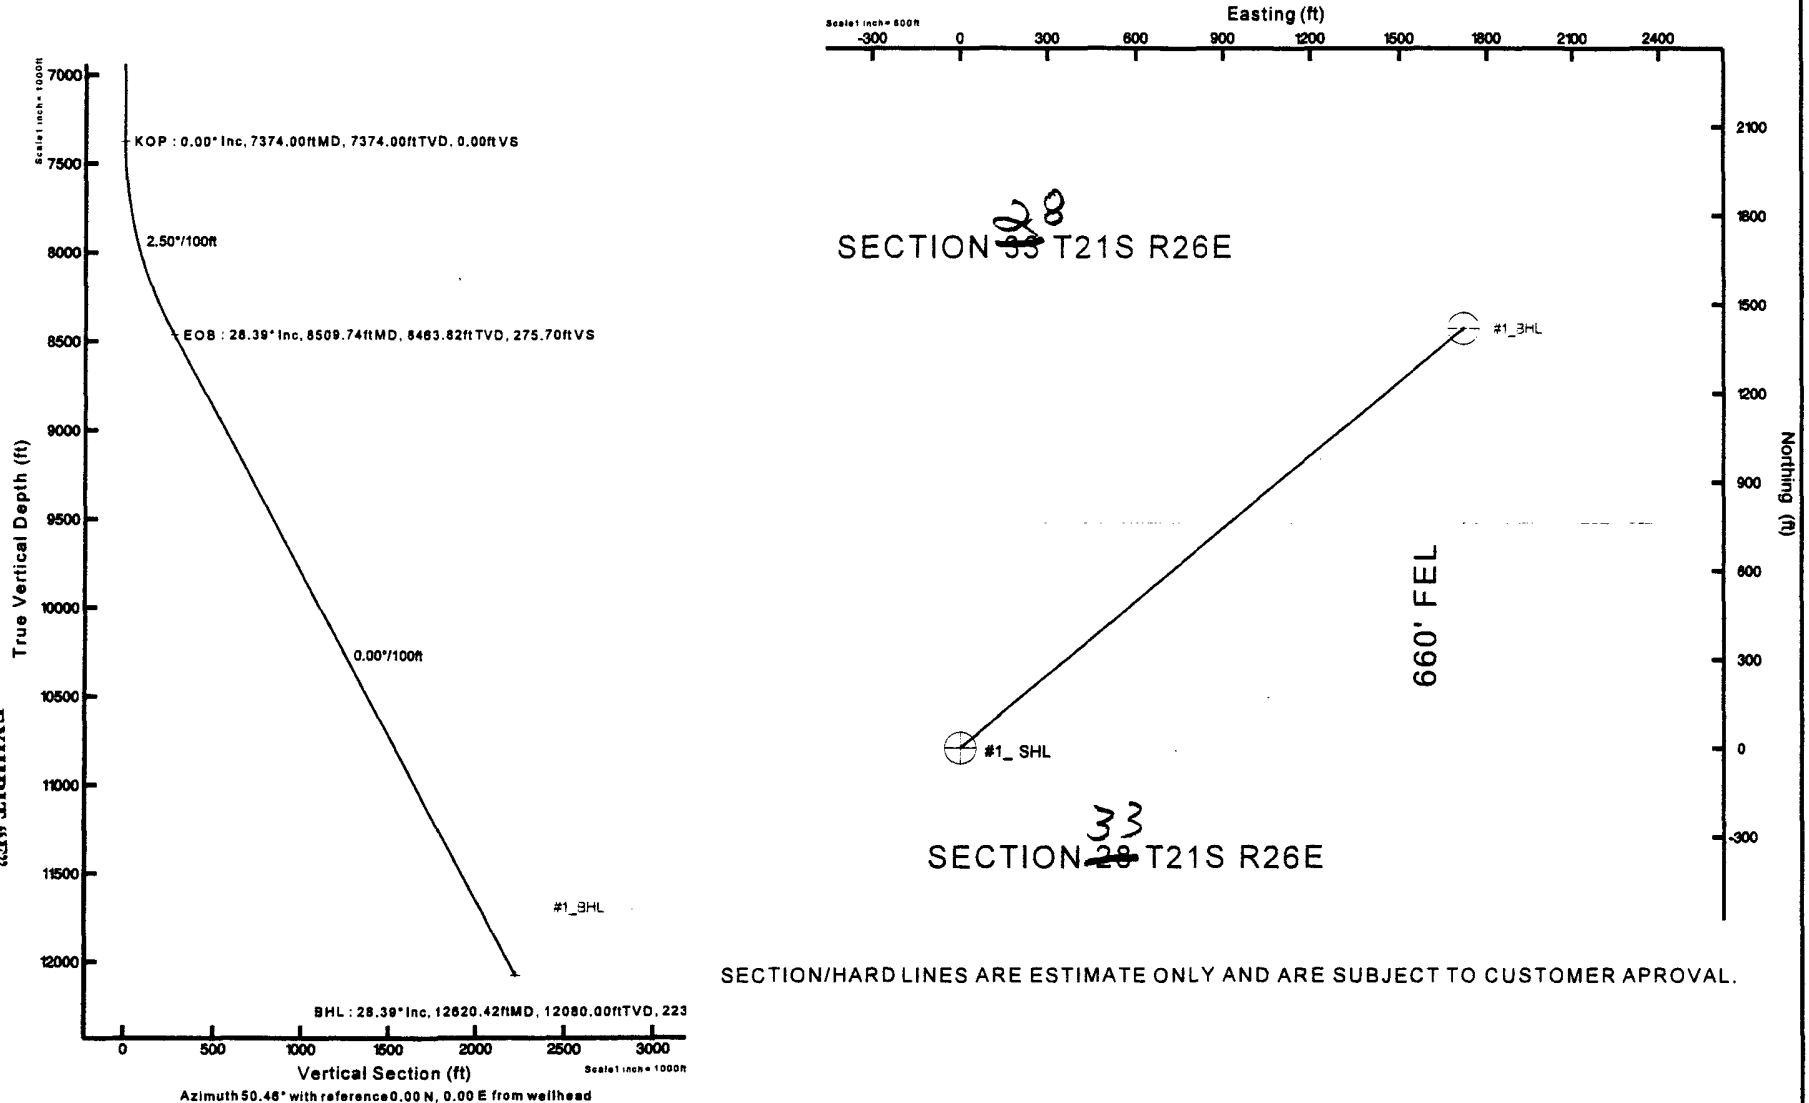 Scale 1 inch = 1000ft
7000
7500
8000
8500
9000
9500
10000
10500
11000
11500
12000
True Vertical Depth (ft)
KOP : 0.00° Inc, 7374.00ftMD, 7374.00ftTVD, 0.00ftVS
2.50°/100ft
EOB : 28.39° Inc, 8509.74ftMD, 8463.82ftTVD, 275.70ftVS
0.00°/100ft
#1_BHL
BHL : 28.39° Inc, 12620.42ftMD, 12080.00ftTVD, 223
0 500 1000 1500 2000 2500 3000
Vertical Section (ft)
Scale 1 inch = 1000ft
Azimuth 50.46° with reference 0.00 N, 0.00 E from wellhead
Scale 1 inch = 600ft
Easting (ft)
-300 0 300 600 900 1200 1500 1800 2100 2400
28
SECTION 33 T21S R26E
#1_BHL
660' FEL
#1_ SHL
33
SECTION 28 T21S R26E
2100
1800
1500
1200
900
600
300
0
-300
Northing (ft)
SECTION/HARD LINES ARE ESTIMATE ONLY AND ARE SUBJECT TO CUSTOMER APROVAL.